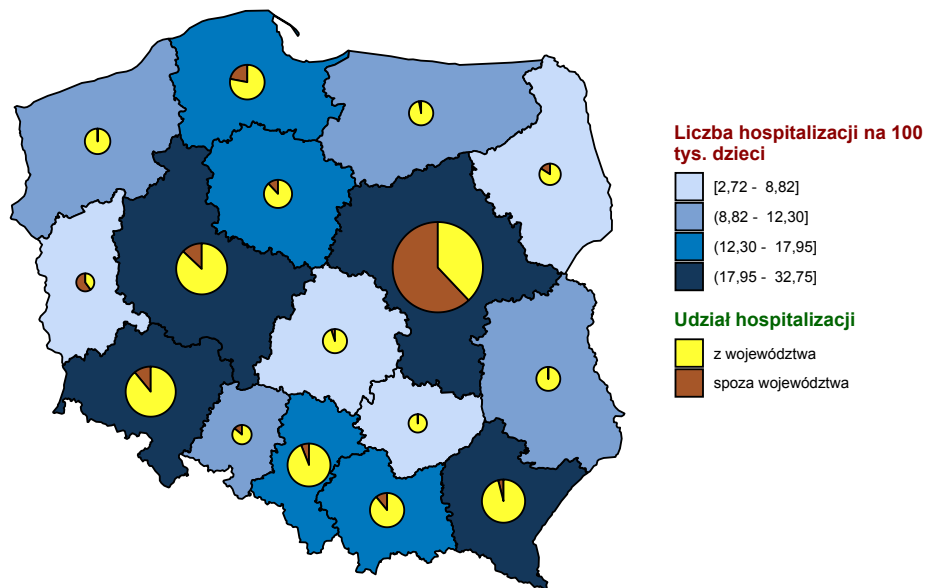 Liczba hospitalizacji na 100
tys. dzieci
[2,72 - 8,82]
(8,82 - 12,30]
(12,30 - 17,95]
(17,95 - 32,75]
Udział hospitalizacji
z województwa
spoza województwa